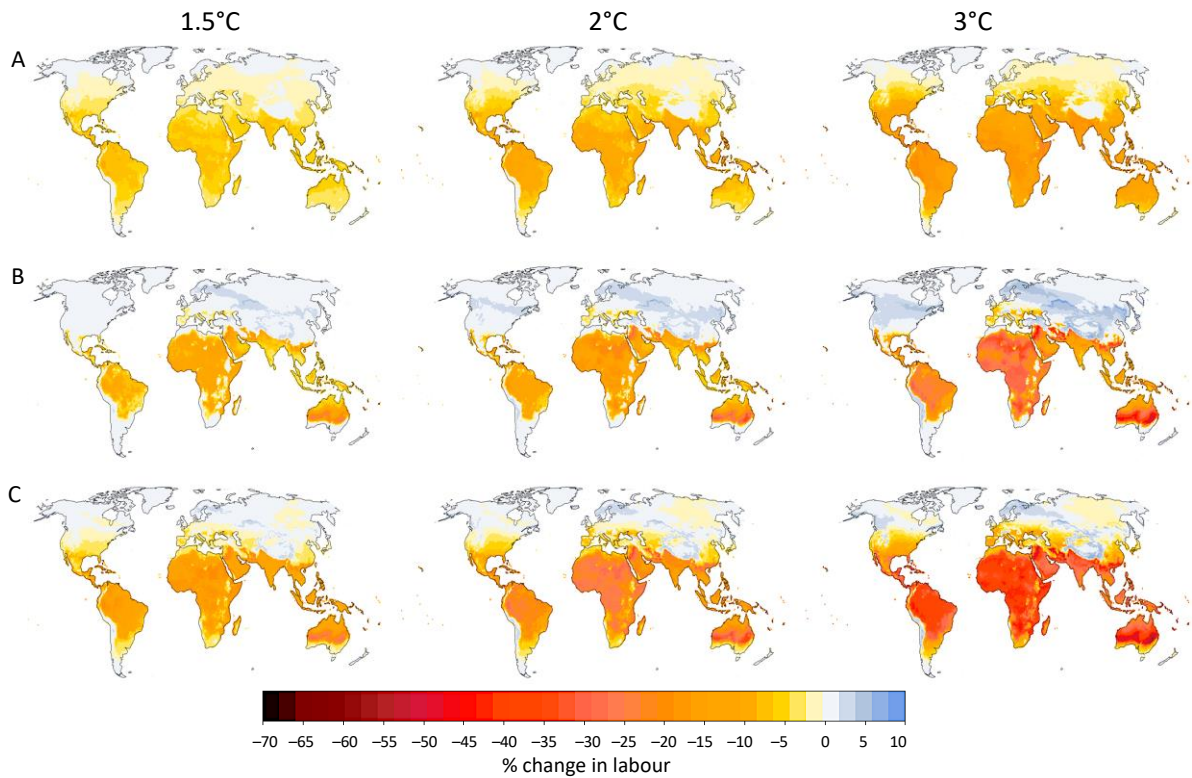 1.5°C 2°C 3°C
A
B
C
–70 –65 –60 –55 –50 –45 –40 –35 –30 –25 –20 –15 –10 –5 0 5 10
% change in labour